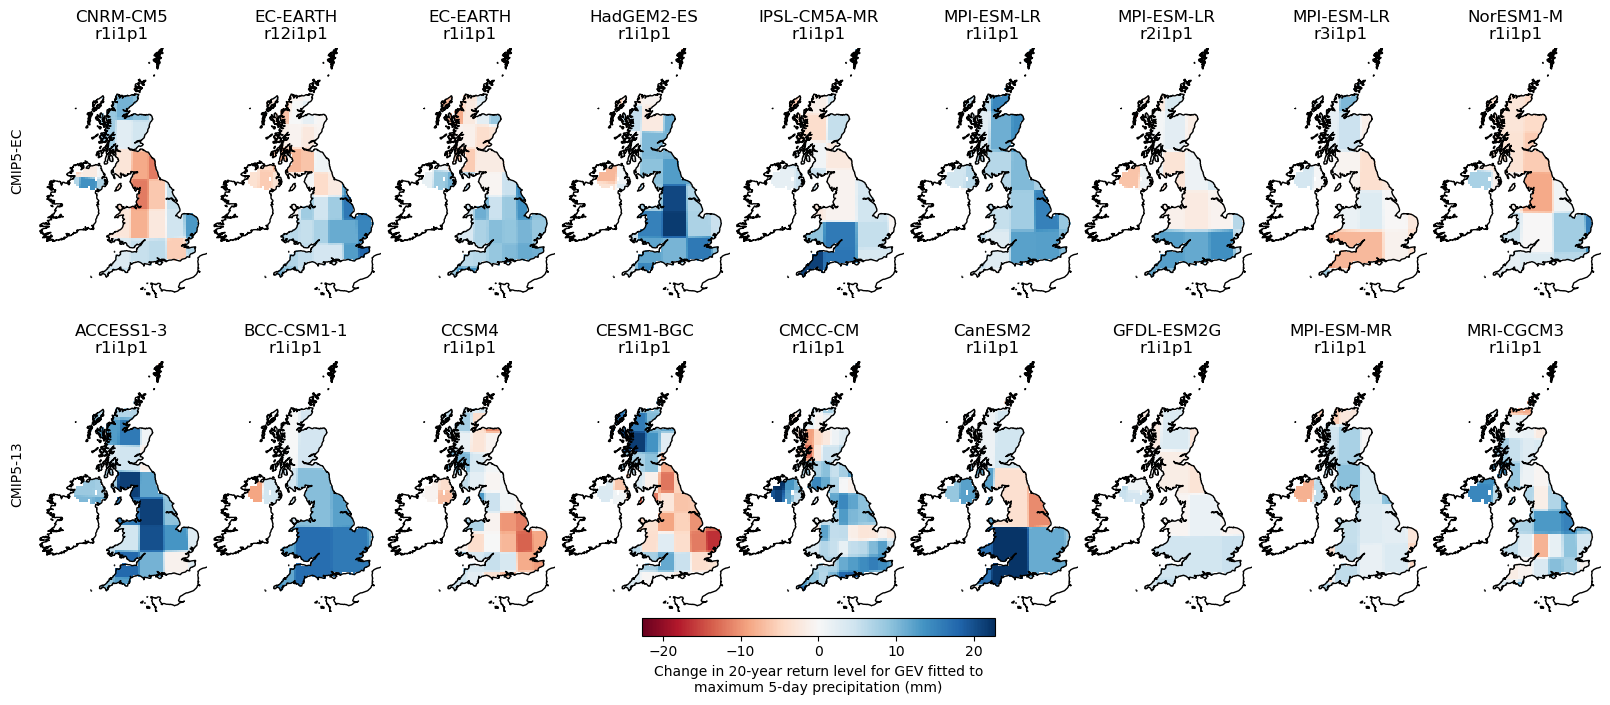 CNRM-CM5 EC-EARTH EC-EARTH HadGEM2-ES IPSL-CM5A-MR MPI-ESM-LR MPI-ESM-LR MPI-ESM-LR NorESM1-M
r1i1p1 r12i1p1 r1i1p1 r1i1p1 r1i1p1 r1i1p1 r2i1p1 r3i1p1 r1i1p1
CMIP5-EC
ACCESS1-3 BCC-CSM1-1 CCSM4 CESM1-BGC CMCC-CM CanESM2 GFDL-ESM2G MPI-ESM-MR MRI-CGCM3
r1i1p1 r1i1p1 r1i1p1 r1i1p1 r1i1p1 r1i1p1 r1i1p1 r1i1p1 r1i1p1
CMIP5-13
−20 −10 0 10 20
Change in 20-year return level for GEV fitted to
maximum 5-day precipitation (mm)